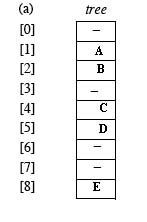 (a) tree
[0] –
[1] A
[2] B
[3] –
[4] C
[5] D
[6] –
[7] –
[8] E